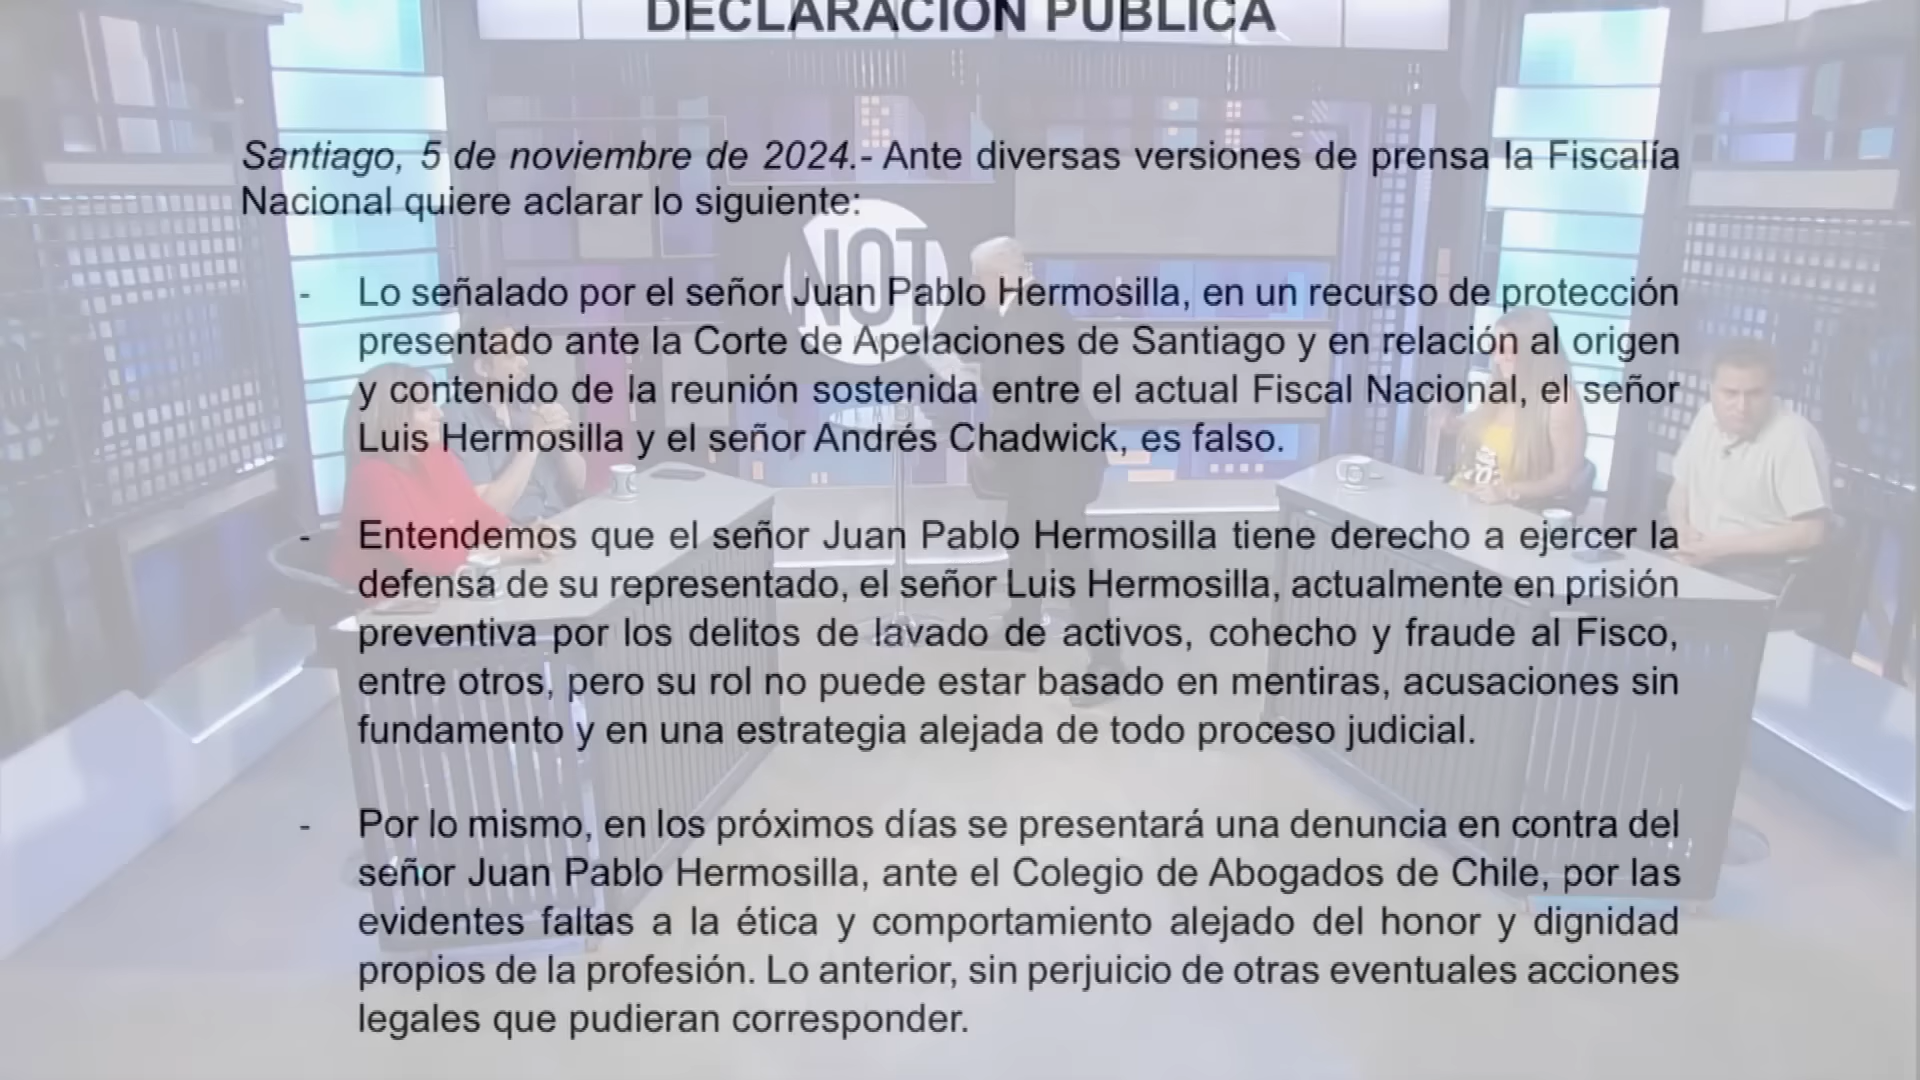 DECLARACIÓN PÚBLICA
Santiago, 5 de noviembre de 2024.- Ante diversas versiones de prensa la Fiscalía
Nacional quiere aclarar lo siguiente:
NOT
- Lo señalado por el señor Juan Pablo Hermosilla, en un recurso de protección
presentado ante la Corte de Apelaciones de Santiago y en relación al origen
y contenido de la reunión sostenida entre el actual Fiscal Nacional, el señor
Luis Hermosilla y el señor Andrés Chadwick, es falso.
- Entendemos que el señor Juan Pablo Hermosilla tiene derecho a ejercer la
defensa de su representado, el señor Luis Hermosilla, actualmente en prisión
preventiva por los delitos de lavado de activos, cohecho y fraude al Fisco,
entre otros, pero su rol no puede estar basado en mentiras, acusaciones sin
fundamento y en una estrategia alejada de todo proceso judicial.
- Por lo mismo, en los próximos días se presentará una denuncia en contra del
señor Juan Pablo Hermosilla, ante el Colegio de Abogados de Chile, por las
evidentes faltas a la ética y comportamiento alejado del honor y dignidad
propios de la profesión. Lo anterior, sin perjuicio de otras eventuales acciones
legales que pudieran corresponder.